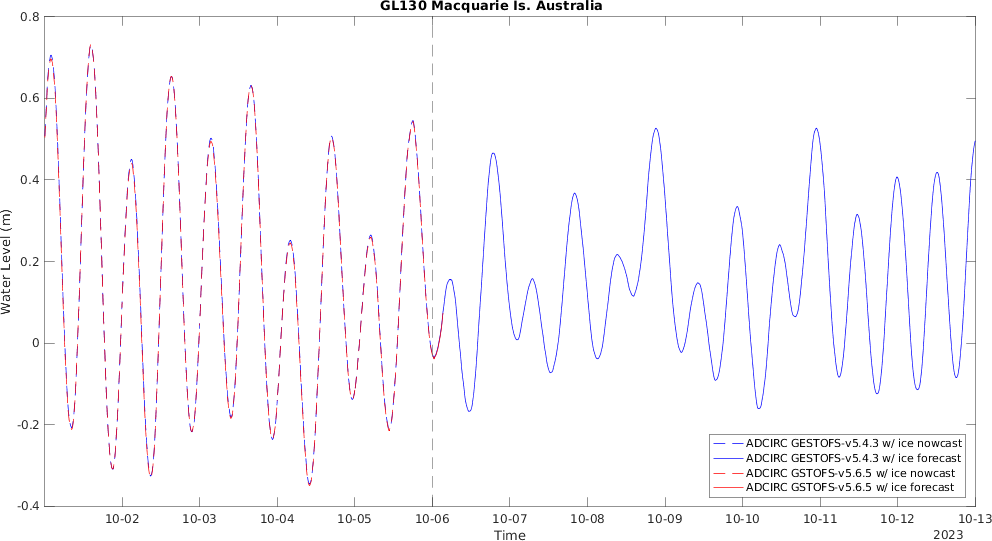 GL130 Macquarie Is. Australia
Water Level (m)
0.8
0.6
0.4
0.2
0
-0.2
-0.4
ADCIRC GESTOFS-v5.4.3 w/ ice nowcast
ADCIRC GESTOFS-v5.4.3 w/ ice forecast
ADCIRC GSTOFS-v5.6.5 w/ ice nowcast
ADCIRC GSTOFS-v5.6.5 w/ ice forecast
10-02 10-03 10-04 10-05 10-06 10-07 10-08 10-09 10-10 10-11 10-12 10-13
Time
2023